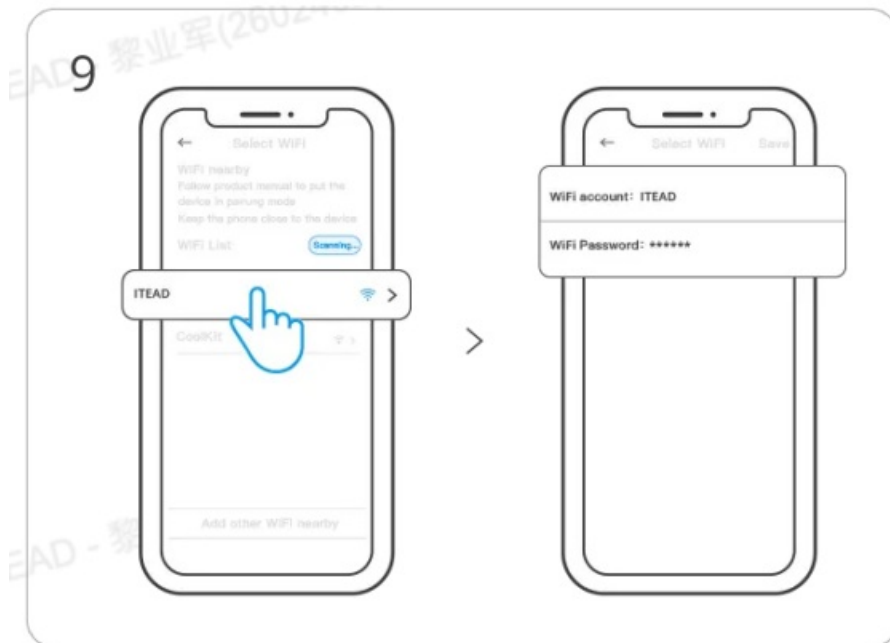 9
Select WiFi
WiFi nearby
Follow product manual to put the
device in pairing mode
Keep the phone close to the device
WiFi List:
Scanning...
ITEAD
CoolKit
Add other WiFi nearby
Select WiFi
Save
WiFi account: ITEAD
WiFi Password: ******
EAD - 黎业军
EAD - 黎